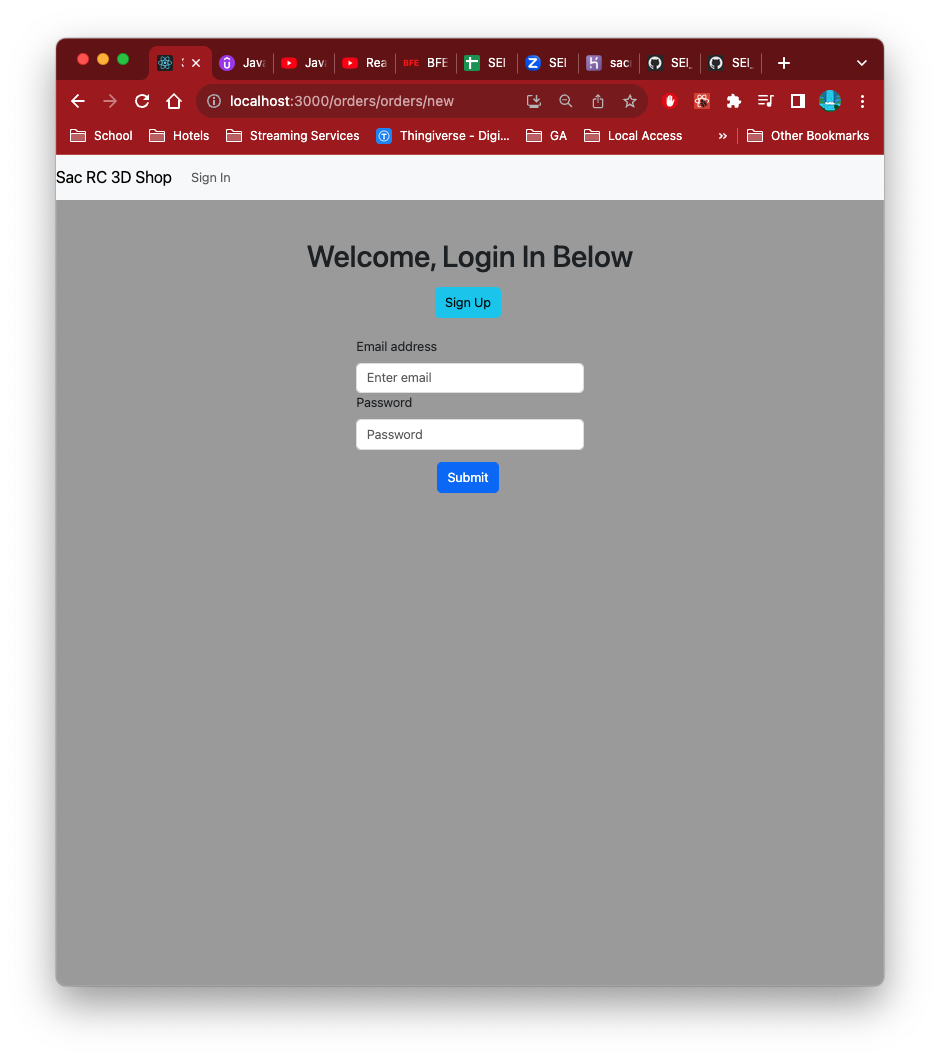 Java Java Rea BFE BFE SEI SEI sac SEI_ SEI_
localhost:3000/orders/orders/new
School Hotels Streaming Services Thingiverse - Digi... GA Local Access » Other Bookmarks
Sac RC 3D Shop Sign In
Welcome, Login In Below
Sign Up
Email address
Enter email
Password
Password
Submit